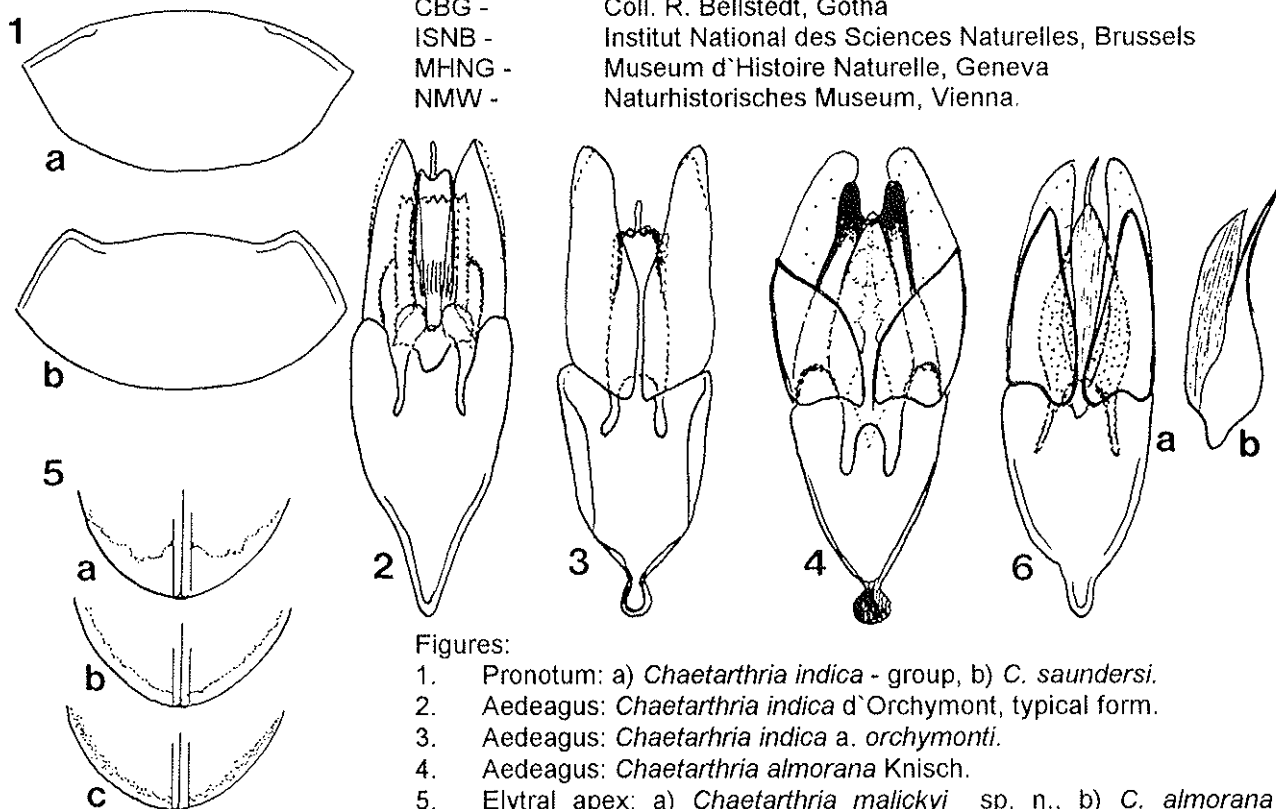 CBG - Coll. R. Bellstedt, Gotha
ISNB - Institut National des Sciences Naturelles, Brussels
MHNG - Museum d`Histoire Naturelle, Geneva
NMW - Naturhistorisches Museum, Vienna.
1
a
b
5
a
b
c
2
3
4
6
a
b
Figures:
1. Pronotum: a) Chaetarthria indica - group, b) C. saundersi.
2. Aedeagus: Chaetarthria indica d`Orchymont, typical form.
3. Aedeagus: Chaetarhria indica a. orchymonti.
4. Aedeagus: Chaetarthria almorana Knisch.
5. Elytral apex: a) Chaetarthria malickyi sp. n., b) C. almorana